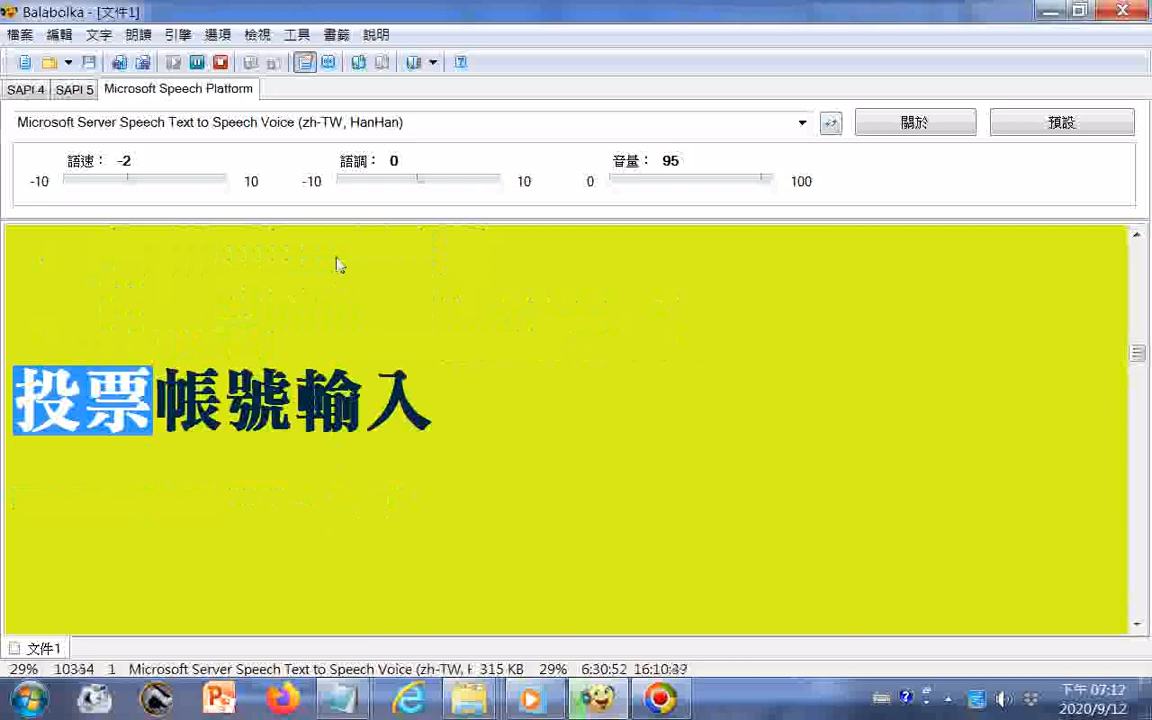 Balabolka - [文件1]
檔案 編輯 文字 朗讀 引擎 選項 檢視 工具 書籤 說明
SAPI 4 SAPI 5 Microsoft Speech Platform
Microsoft Server Speech Text to Speech Voice (zh-TW, HanHan) 關於 預設
語速： -2 語調： 0 音量： 95
-10 10 -10 10 0 100
投票帳號輸入
文件1
29% 10334 1 Microsoft Server Speech Text to Speech Voice (zh-TW, 315 KB 29% 6:30:52 16:10:39
下午 07:12
2020/9/12